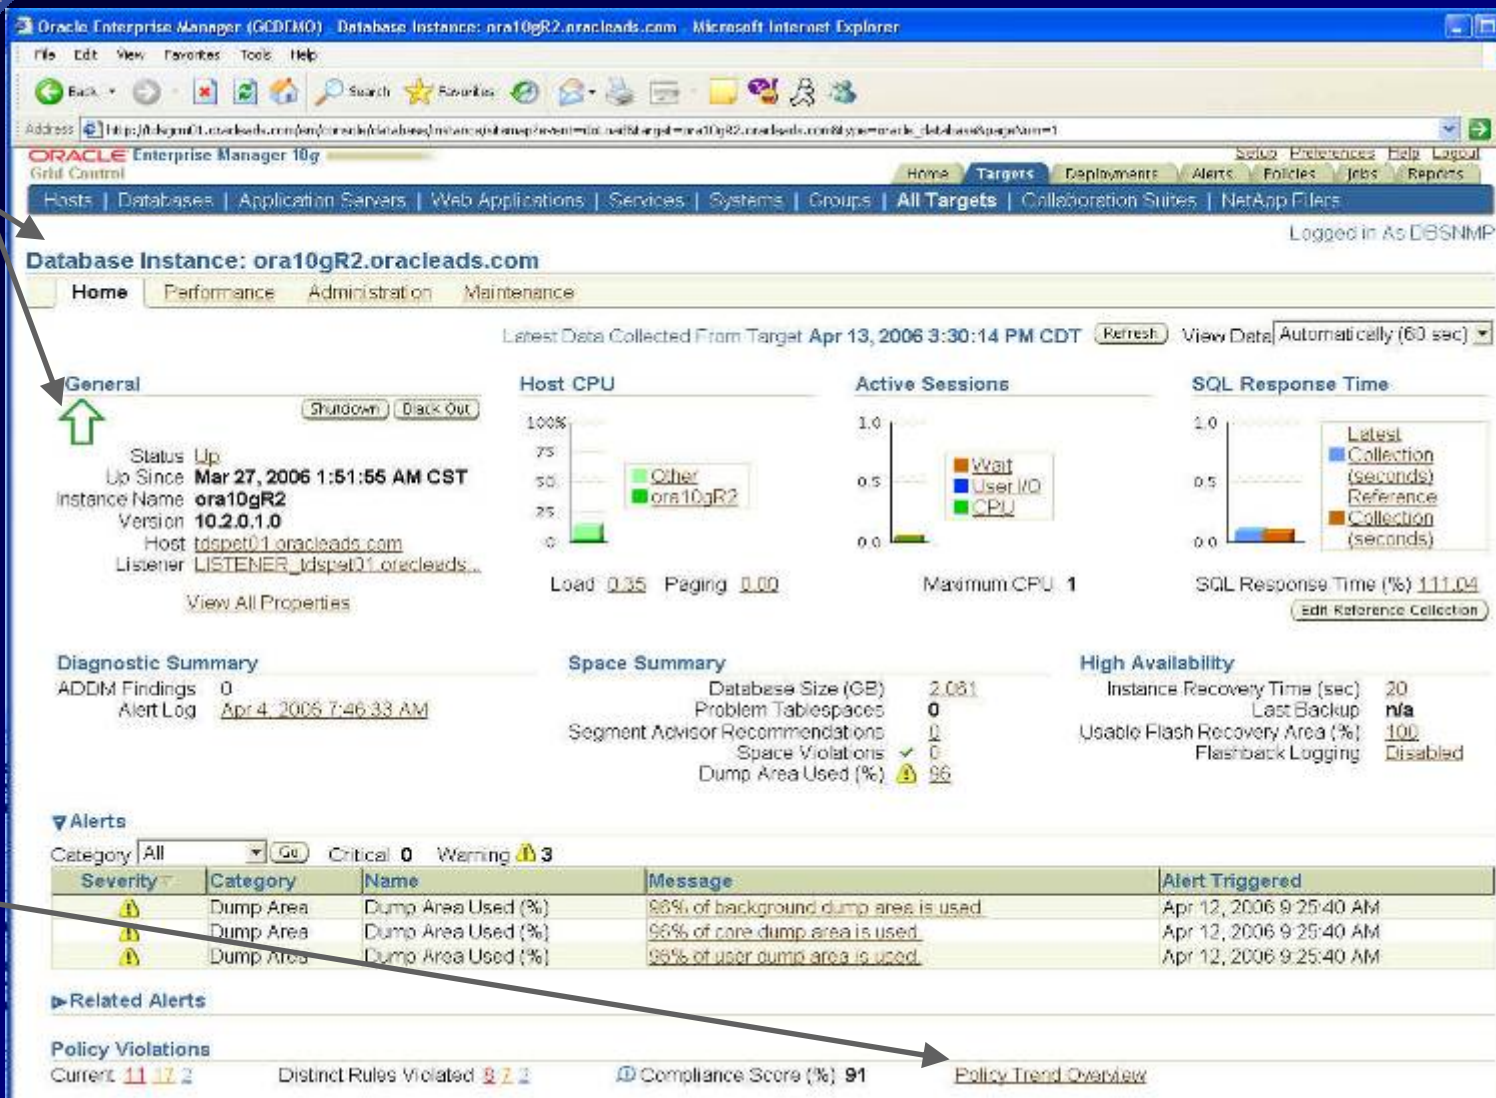 Oracle Enterprise Manager (GCDEMO) - Database Instance: ora10gR2.oracleads.com - Microsoft Internet Explorer
File Edit View Favorites Tools Help
Back Search Favorites
Address
ORACLE Enterprise Manager 10g
Grid Control
Setup Preferences Help Logout
Home Targets Deployments Alerts Policies Jobs Reports
Hosts | Databases | Application Servers | Web Applications | Services | Systems | Groups | All Targets | Collaboration Suites | NetApp Filers
Logged in As DBSNMP
Database Instance: ora10gR2.oracleads.com
Home Performance Administration Maintenance
Latest Data Collected From Target Apr 13, 2006 3:30:14 PM CDT Refresh View Data Automatically (60 sec)
General
Shutdown Black Out
Status Up
Up Since Mar 27, 2006 1:51:55 AM CST
Instance Name ora10gR2
Version 10.2.0.1.0
Host tdspet01.oracleads.com
Listener LISTENER_tdspet01.oracleads...
View All Properties
Host CPU
100%
75
50
25
0
Other
ora10gR2
Load 0.35 Paging 0.00
Active Sessions
1.0
0.5
0.0
Wait
User I/O
CPU
Maximum CPU 1
SQL Response Time
1.0
0.5
0.0
Latest
Collection
(seconds)
Reference
Collection
(seconds)
SQL Response Time (%) 111.04
Edit Reference Collection
Diagnostic Summary
ADDM Findings 0
Alert Log Apr 4, 2006 7:46:33 AM
Space Summary
Database Size (GB)
Problem Tablespaces 0
Segment Advisor Recommendations 0
Space Violations 0
Dump Area Used (%) 96
High Availability
Instance Recovery Time (sec) 20
Last Backup n/a
Usable Flash Recovery Area (%) 100
Flashback Logging Disabled
Alerts
Category All Go Critical 0 Warning 3
Severity Category Name Message Alert Triggered
Dump Area Dump Area Used (%) 96% of background dump area is used. Apr 12, 2006 9:25:40 AM
Dump Area Dump Area Used (%) 96% of core dump area is used. Apr 12, 2006 9:25:40 AM
Dump Area Dump Area Used (%) 96% of user dump area is used. Apr 12, 2006 9:25:40 AM
Related Alerts
Policy Violations
Current 11 17 2 Distinct Rules Violated 8 7 2 Compliance Score (%) 91 Policy Trend Overview